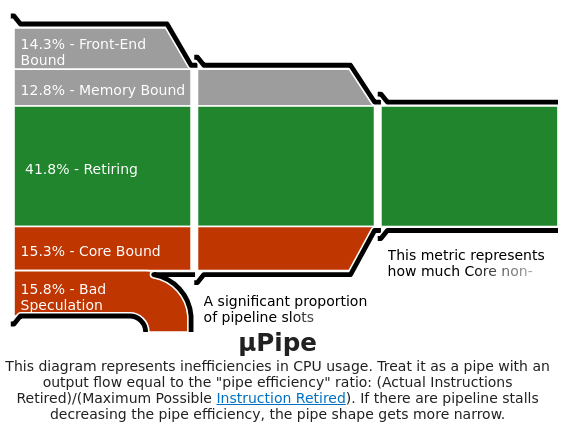 14.3% - Front-End
Bound
12.8% - Memory Bound
41.8% - Retiring
15.3% - Core Bound
15.8% - Bad
Speculation
A significant proportion
of pipeline slots
This metric represents
how much Core non-
µPipe
This diagram represents inefficiencies in CPU usage. Treat it as a pipe with an
output flow equal to the "pipe efficiency" ratio: (Actual Instructions
Retired)/(Maximum Possible Instruction Retired). If there are pipeline stalls
decreasing the pipe efficiency, the pipe shape gets more narrow.